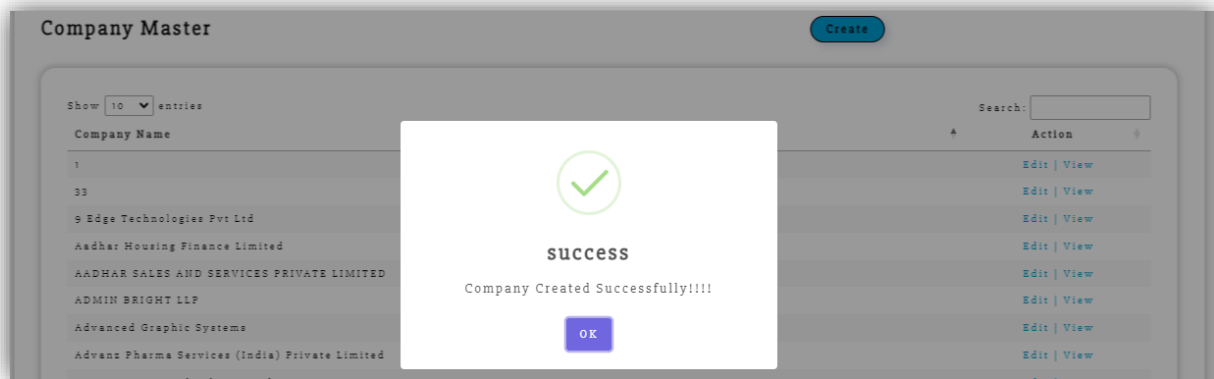 Company Master
Create
Show 10 entries
Search:
Company Name
Action
1
Edit | View
33
Edit | View
9 Edge Technologies Pvt Ltd
Edit | View
Aadhar Housing Finance Limited
Edit | View
AADHAR SALES AND SERVICES PRIVATE LIMITED
Edit | View
ADMIN BRIGHT LLP
Edit | View
Advanced Graphic Systems
Edit | View
Advanz Pharma Services (India) Private Limited
Edit | View
success
Company Created Successfully!!!!
OK